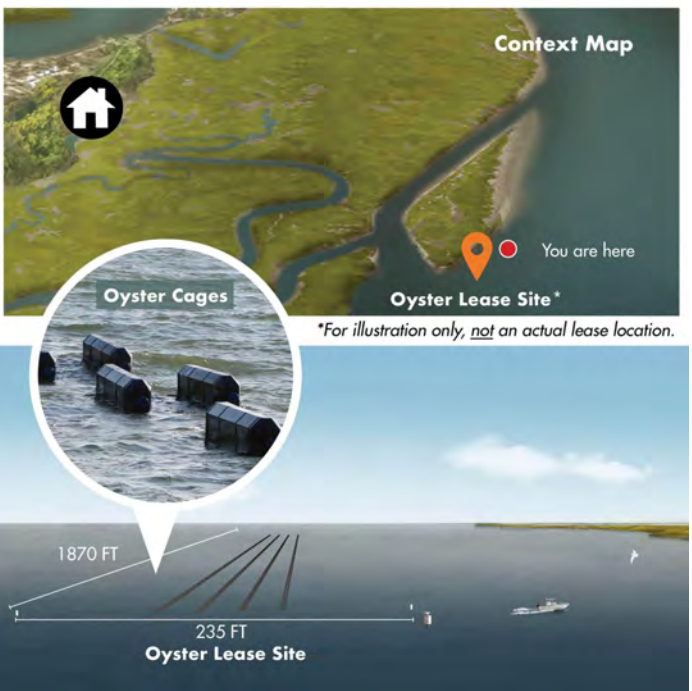 Context Map
You are here
Oyster Lease Site*
Oyster Cages
*For illustration only, not an actual lease location.
1870 FT
235 FT
Oyster Lease Site